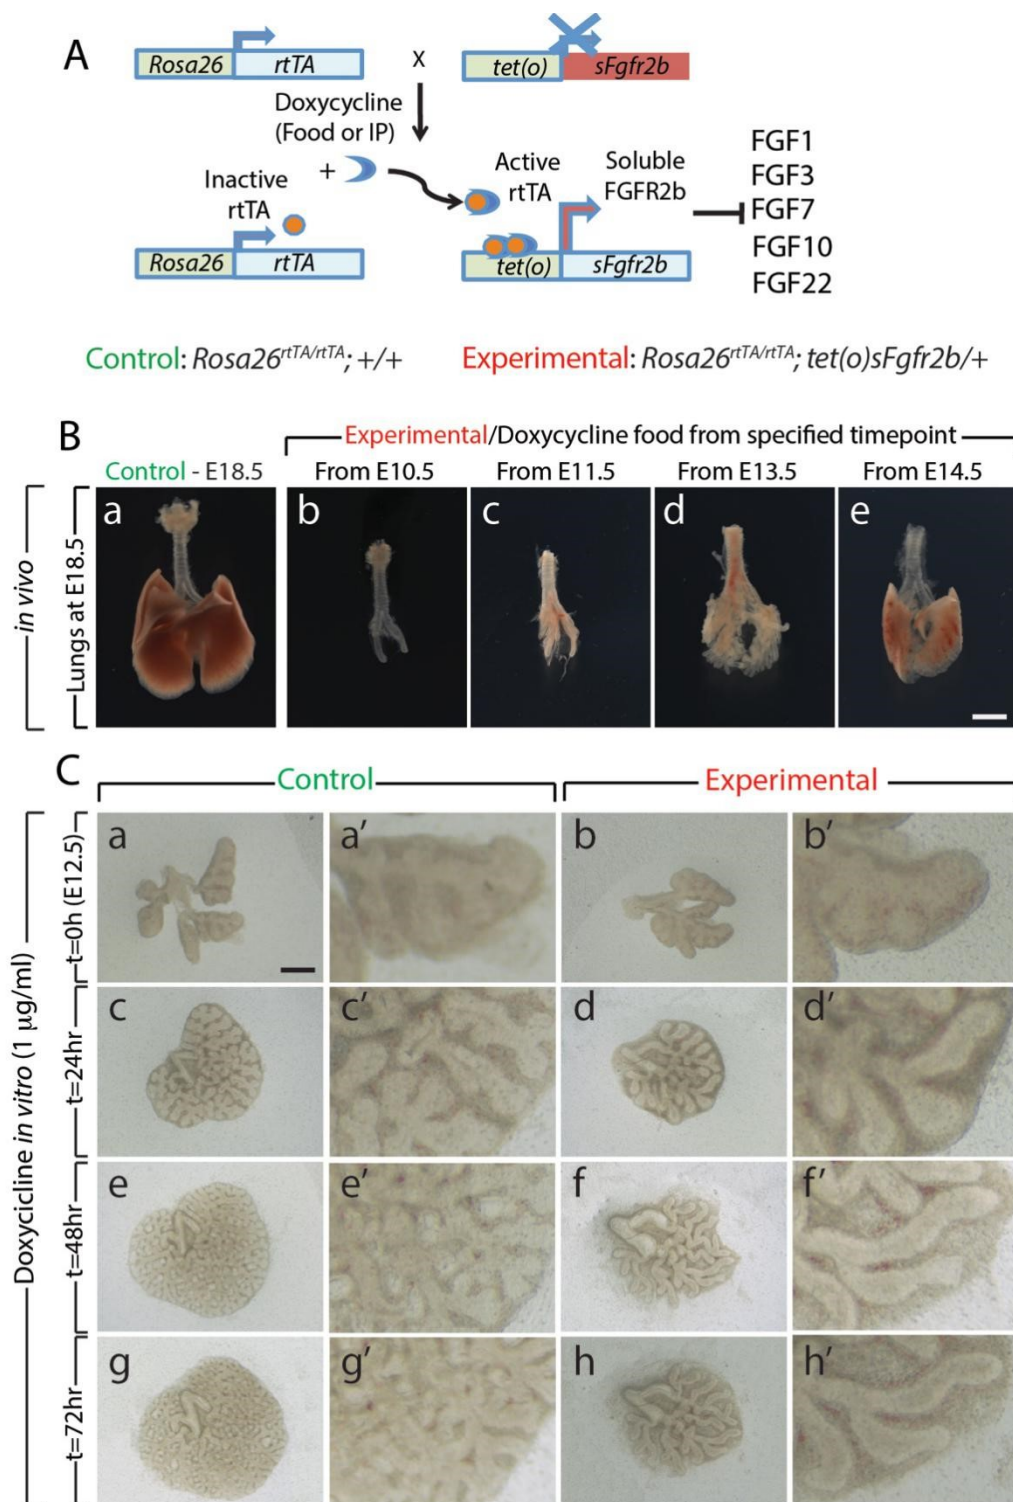 A
Rosa26 rtTA
X
tet(o) sFgfr2b
Doxycycline
(Food or IP)
+
Inactive
rtTA
Active
rtTA
Soluble
FGFR2b
FGF1
FGF3
FGF7
FGF10
FGF22
Rosa26 rtTA
tet(o) sFgfr2b
Control: Rosa26rtTA/rtTA; +/+
Experimental: Rosa26rtTA/rtTA; tet(o)sFgfr2b/+
B
Experimental/Doxycycline food from specified timepoint
Control - E18.5
From E10.5
From E11.5
From E13.5
From E14.5
in vivo
Lungs at E18.5
a
b
c
d
e
C
Control
Experimental
Doxycicline in vitro (1 μg/ml)
t=0h (E12.5)
a
a’
b
b’
t=24hr
c
c’
d
d’
t=48hr
e
e’
f
f’
t=72hr
g
g’
h
h’